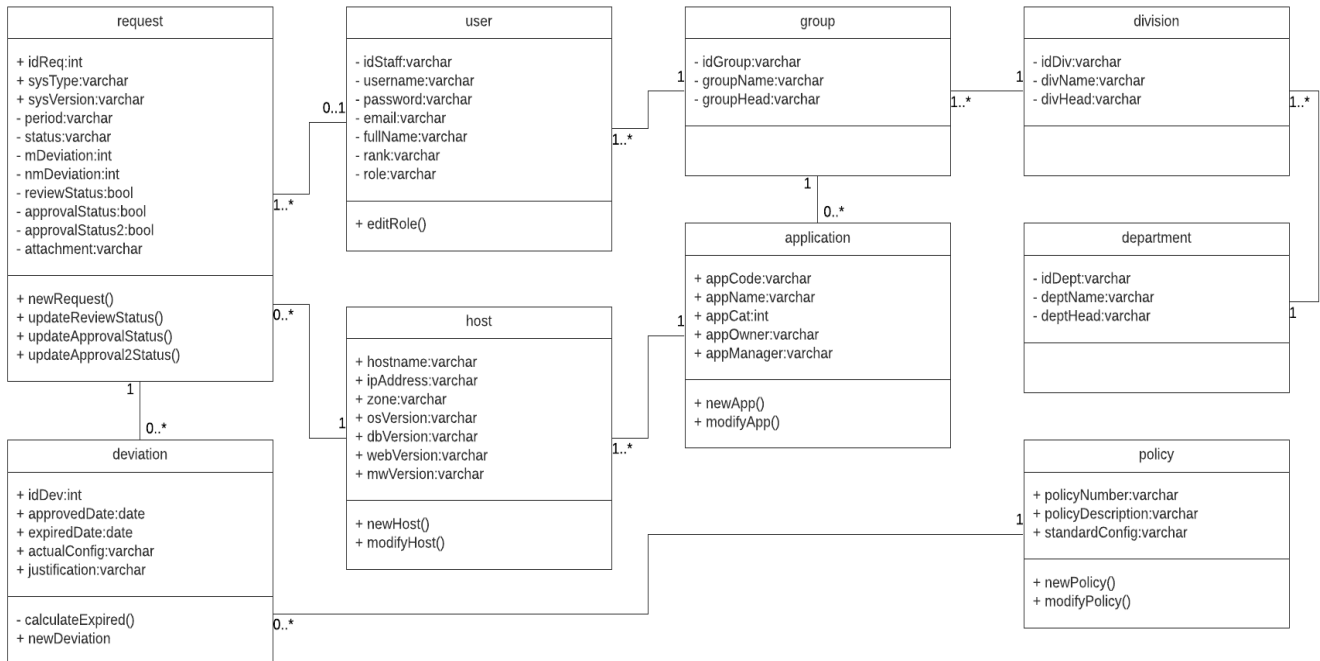 request
+ idReq:int
+ sysType:varchar
+ sysVersion:varchar
- period:varchar
- status:varchar
- mDeviation:int
- nmDeviation:int
- reviewStatus:bool
- approvalStatus:bool
- approvalStatus2:bool
- attachment:varchar
+ newRequest()
+ updateReviewStatus()
+ updateApprovalStatus()
+ updateApproval2Status()
1..*
0..1
0..*
1
1
0..*
user
- idStaff:varchar
- username:varchar
- password:varchar
- email:varchar
- fullName:varchar
- rank:varchar
- role:varchar
+ editRole()
1..*
1
group
- idGroup:varchar
- groupName:varchar
- groupHead:varchar
1..*
1
1
0..*
division
- idDiv:varchar
- divName:varchar
- divHead:varchar
1..*
1
host
+ hostname:varchar
+ ipAddress:varchar
+ zone:varchar
+ osVersion:varchar
+ dbVersion:varchar
+ webVersion:varchar
+ mwVersion:varchar
+ newHost()
+ modifyHost()
1..*
1
application
+ appCode:varchar
+ appName:varchar
+ appCat:int
+ appOwner:varchar
+ appManager:varchar
+ newApp()
+ modifyApp()
department
- idDept:varchar
- deptName:varchar
- deptHead:varchar
deviation
+ idDev:int
+ approvedDate:date
+ expiredDate:date
+ actualConfig:varchar
+ justification:varchar
- calculateExpired()
+ newDeviation
0..*
1
policy
+ policyNumber:varchar
+ policyDescription:varchar
+ standardConfig:varchar
+ newPolicy()
+ modifyPolicy()